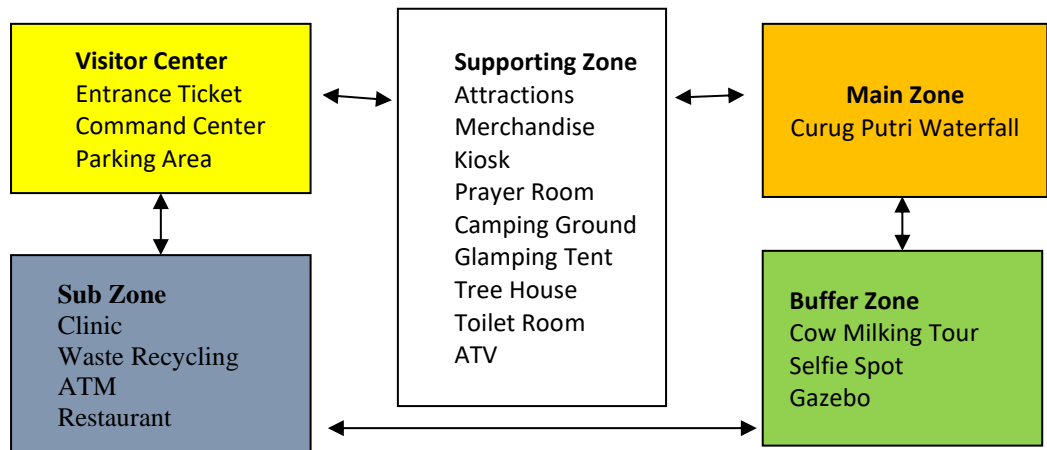 Visitor Center
Entrance Ticket
Command Center
Parking Area
Supporting Zone
Attractions
Merchandise
Kiosk
Prayer Room
Camping Ground
Glamping Tent
Tree House
Toilet Room
ATV
Main Zone
Curug Putri Waterfall
Sub Zone
Clinic
Waste Recycling
ATM
Restaurant
Buffer Zone
Cow Milking Tour
Selfie Spot
Gazebo